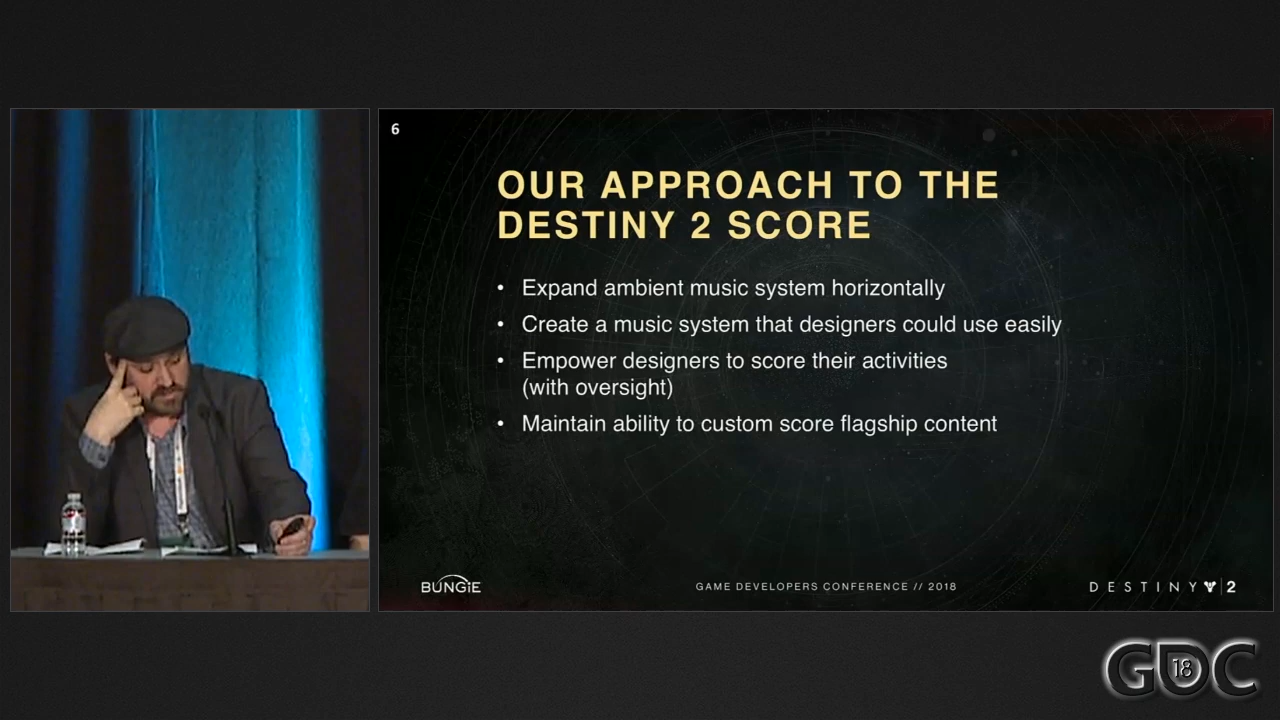 6
OUR APPROACH TO THE
DESTINY 2 SCORE
• Expand ambient music system horizontally
• Create a music system that designers could use easily
• Empower designers to score their activities
(with oversight)
• Maintain ability to custom score flagship content
BUNGiE
GAME DEVELOPERS CONFERENCE // 2018
DESTINY 2
GDC
18